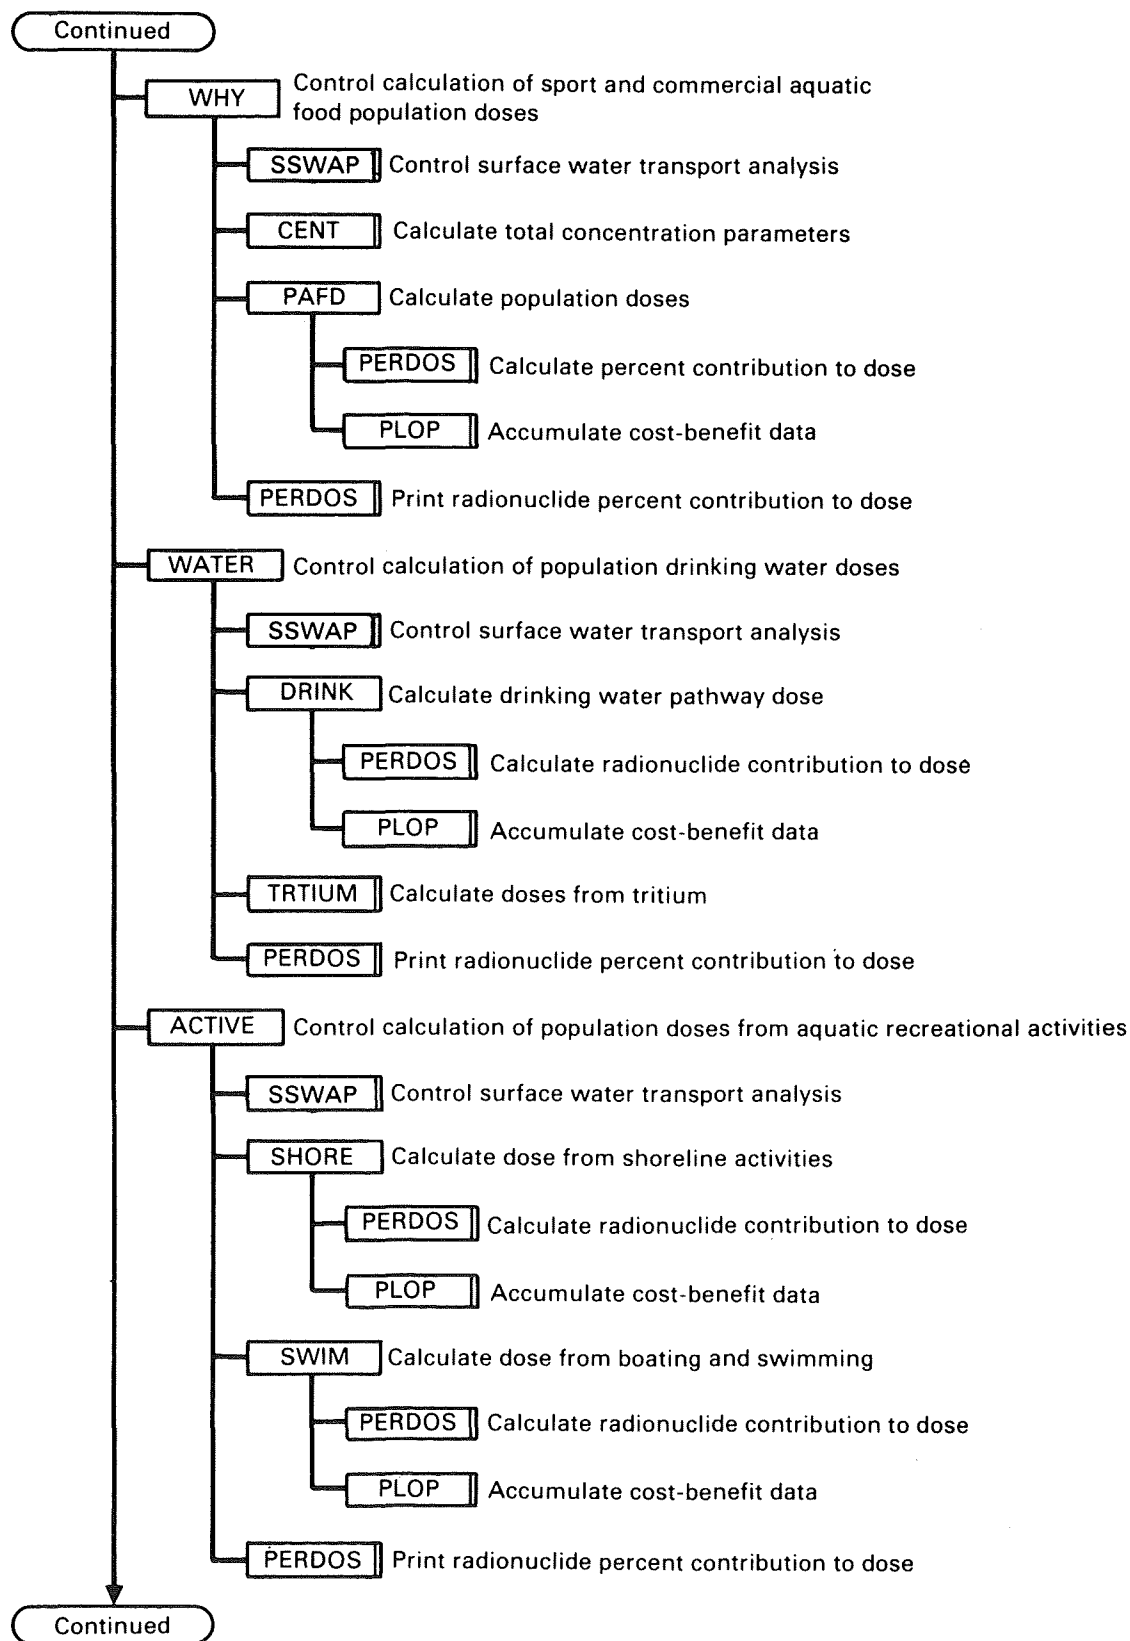 Continued
WHY Control calculation of sport and commercial aquatic
food population doses
SSWAP Control surface water transport analysis
CENT Calculate total concentration parameters
PAFD Calculate population doses
PERDOS Calculate percent contribution to dose
PLOP Accumulate cost-benefit data
PERDOS Print radionuclide percent contribution to dose
WATER Control calculation of population drinking water doses
SSWAP Control surface water transport analysis
DRINK Calculate drinking water pathway dose
PERDOS Calculate radionuclide contribution to dose
PLOP Accumulate cost-benefit data
TRTIUM Calculate doses from tritium
PERDOS Print radionuclide percent contribution to dose
ACTIVE Control calculation of population doses from aquatic recreational activities
SSWAP Control surface water transport analysis
SHORE Calculate dose from shoreline activities
PERDOS Calculate radionuclide contribution to dose
PLOP Accumulate cost-benefit data
SWIM Calculate dose from boating and swimming
PERDOS Calculate radionuclide contribution to dose
PLOP Accumulate cost-benefit data
PERDOS Print radionuclide percent contribution to dose
Continued